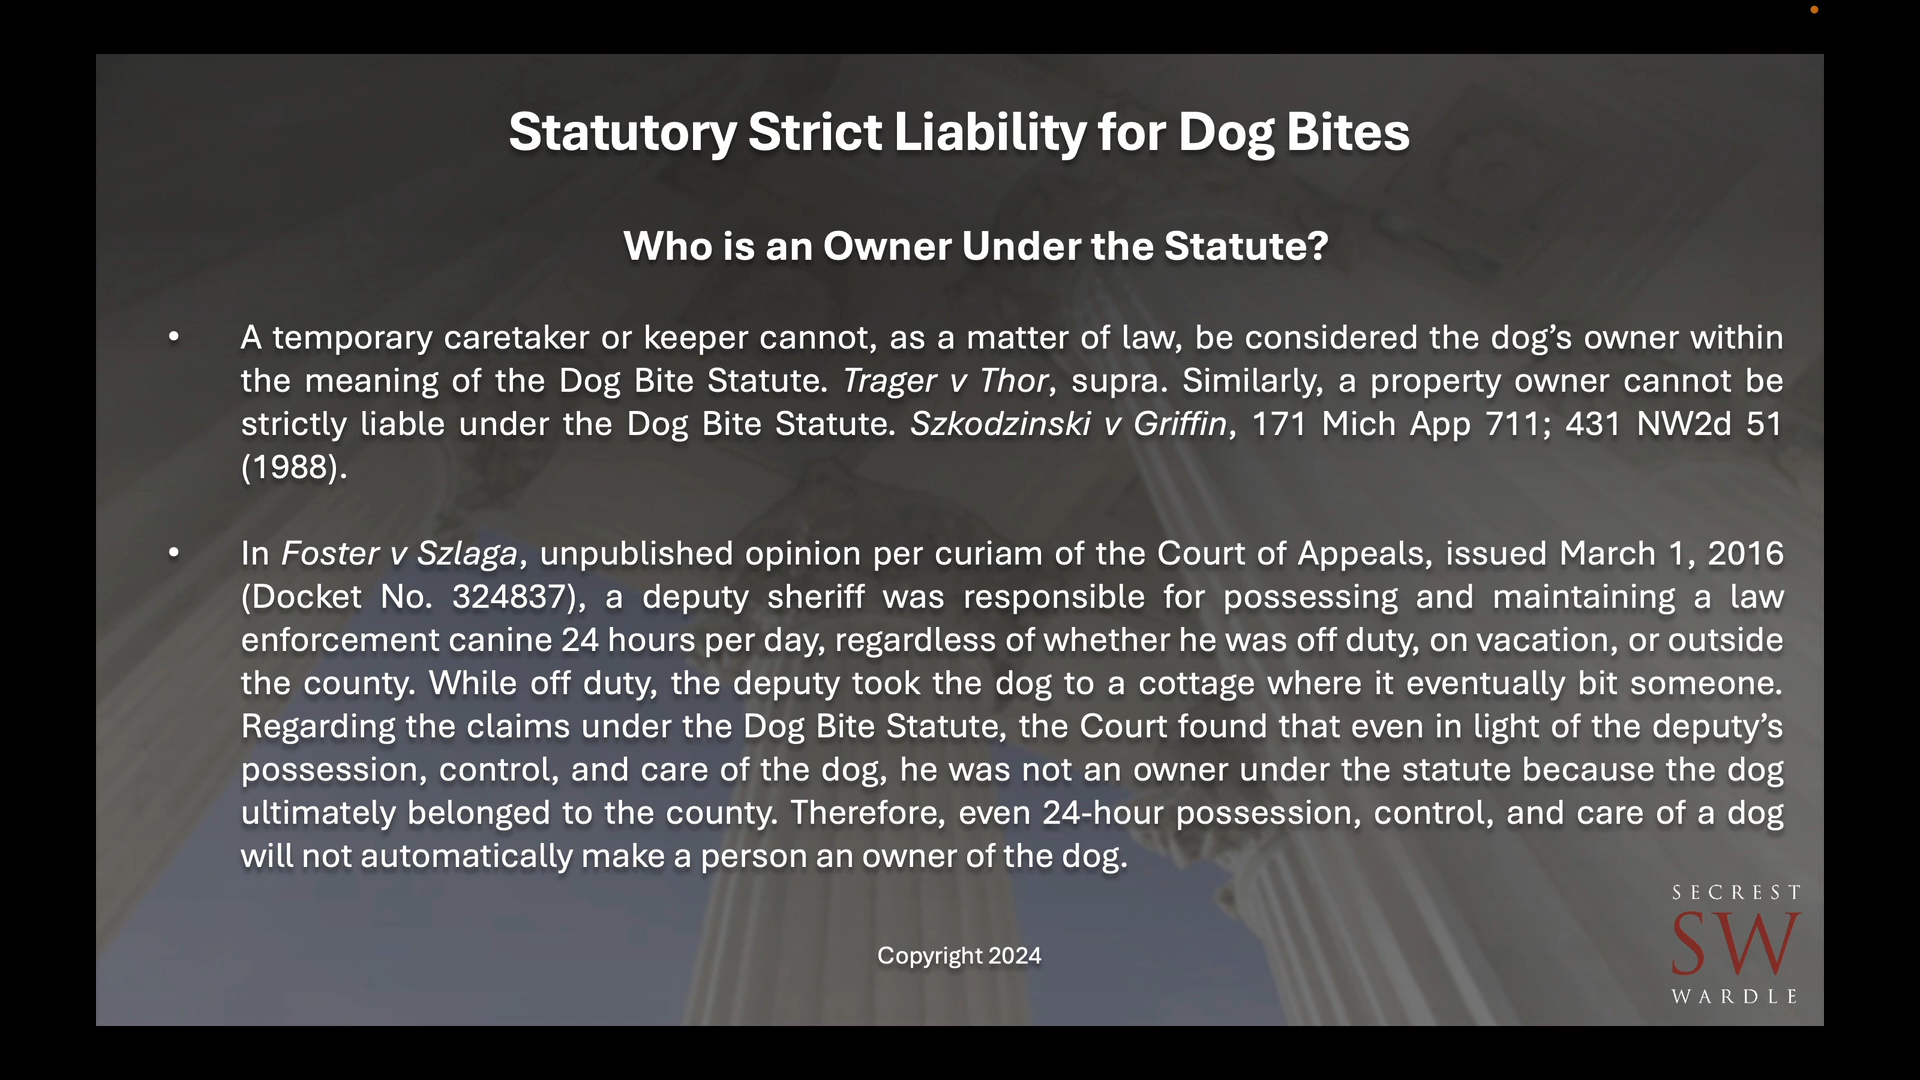 Statutory Strict Liability for Dog Bites
Who is an Owner Under the Statute?
• A temporary caretaker or keeper cannot, as a matter of law, be considered the dog’s owner within
the meaning of the Dog Bite Statute. Trager v Thor, supra. Similarly, a property owner cannot be
strictly liable under the Dog Bite Statute. Szkodzinski v Griffin, 171 Mich App 711; 431 NW2d 51
(1988).
• In Foster v Szlaga, unpublished opinion per curiam of the Court of Appeals, issued March 1, 2016
(Docket No. 324837), a deputy sheriff was responsible for possessing and maintaining a law
enforcement canine 24 hours per day, regardless of whether he was off duty, on vacation, or outside
the county. While off duty, the deputy took the dog to a cottage where it eventually bit someone.
Regarding the claims under the Dog Bite Statute, the Court found that even in light of the deputy’s
possession, control, and care of the dog, he was not an owner under the statute because the dog
ultimately belonged to the county. Therefore, even 24-hour possession, control, and care of a dog
will not automatically make a person an owner of the dog.
Copyright 2024
SECREST
SW
WARDLE